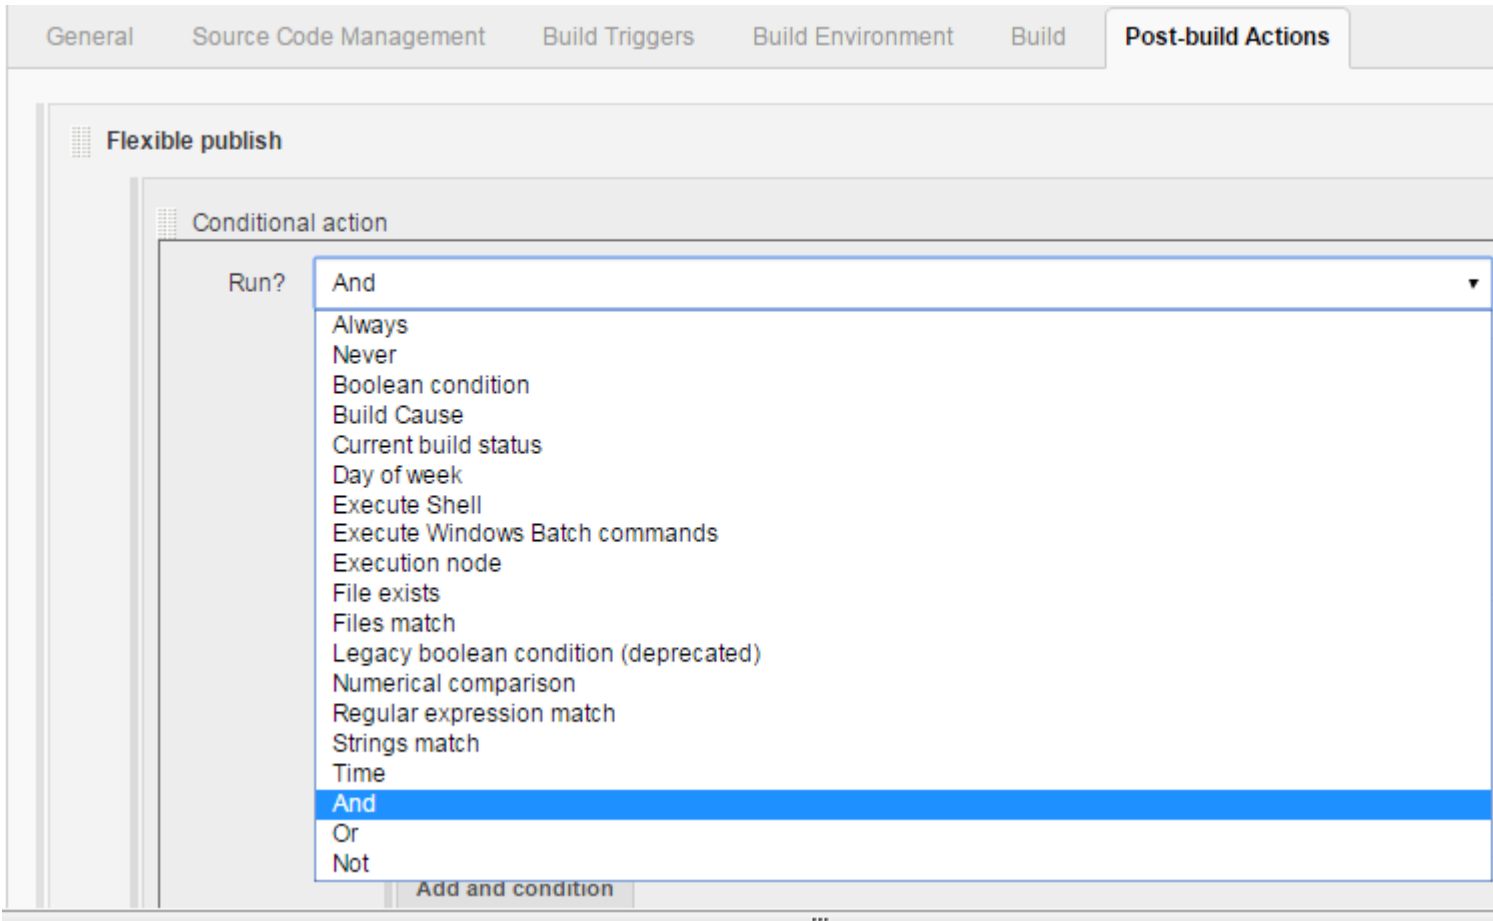 General Source Code Management Build Triggers Build Environment Build Post-build Actions
Flexible publish
Conditional action
Run? And
Always
Never
Boolean condition
Build Cause
Current build status
Day of week
Execute Shell
Execute Windows Batch commands
Execution node
File exists
Files match
Legacy boolean condition (deprecated)
Numerical comparison
Regular expression match
Strings match
Time
And
Or
Not
Add and condition